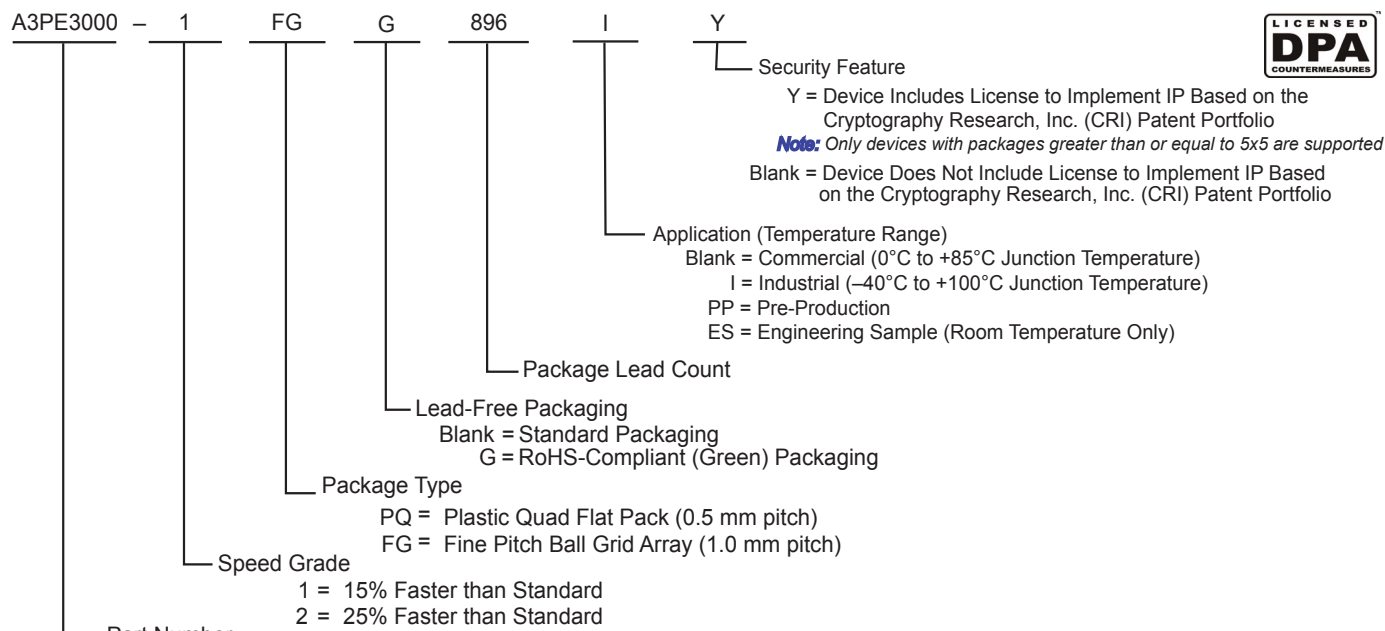 A3PE3000 – 1 FG G 896 I Y
LICENSED
DPA
COUNTERMEASURES
™
Security Feature
Y = Device Includes License to Implement IP Based on the
Cryptography Research, Inc. (CRI) Patent Portfolio
Note: Only devices with packages greater than or equal to 5x5 are supported
Blank = Device Does Not Include License to Implement IP Based
on the Cryptography Research, Inc. (CRI) Patent Portfolio
Application (Temperature Range)
Blank = Commercial (0°C to +85°C Junction Temperature)
I = Industrial (–40°C to +100°C Junction Temperature)
PP = Pre-Production
ES = Engineering Sample (Room Temperature Only)
Package Lead Count
Lead-Free Packaging
Blank = Standard Packaging
G = RoHS-Compliant (Green) Packaging
Package Type
PQ = Plastic Quad Flat Pack (0.5 mm pitch)
FG = Fine Pitch Ball Grid Array (1.0 mm pitch)
Speed Grade
1 = 15% Faster than Standard
2 = 25% Faster than Standard
Part Number